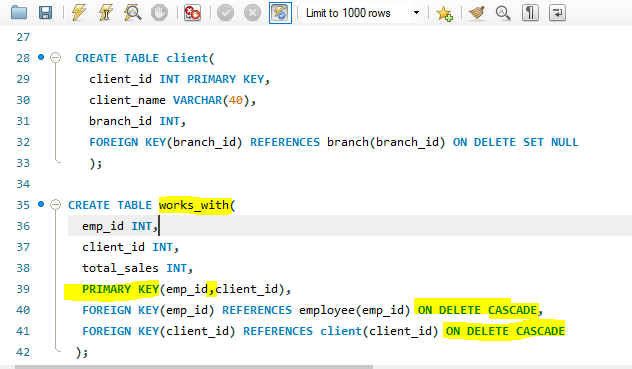 Limit to 1000 rows
27
28 CREATE TABLE client(
29 client_id INT PRIMARY KEY,
30 client_name VARCHAR(40),
31 branch_id INT,
32 FOREIGN KEY(branch_id) REFERENCES branch(branch_id) ON DELETE SET NULL
33 );
34
35 CREATE TABLE works_with(
36 emp_id INT,
37 client_id INT,
38 total_sales INT,
39 PRIMARY KEY(emp_id,client_id),
40 FOREIGN KEY(emp_id) REFERENCES employee(emp_id) ON DELETE CASCADE,
41 FOREIGN KEY(client_id) REFERENCES client(client_id) ON DELETE CASCADE
42 );